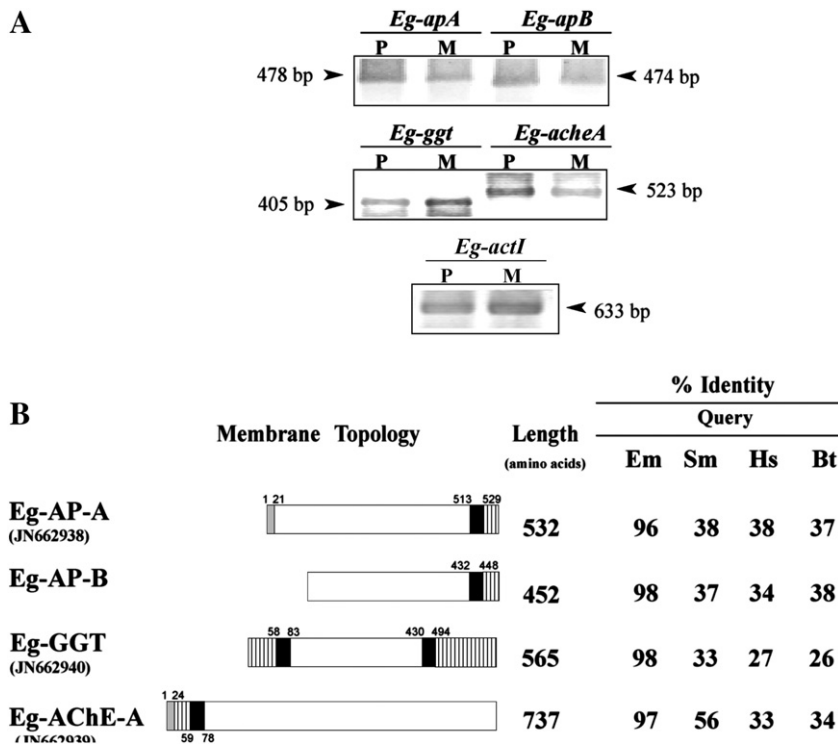 A
Eg-apA Eg-apB
P M P M
478 bp 474 bp
Eg-ggt Eg-acheA
P M P M
405 bp 523 bp
Eg-actI
P M
633 bp
B
% Identity
Query
Membrane Topology Length
(amino acids)
Em Sm Hs Bt
1 21 513 529
Eg-AP-A 532 96 38 38 37
(JN662938)
432 448
Eg-AP-B 452 98 37 34 38
58 83 430 494
Eg-GGT 565 98 33 27 26
(JN662940)
1 24
Eg-AChE-A 737 97 56 33 34
59 78
(JN662939)